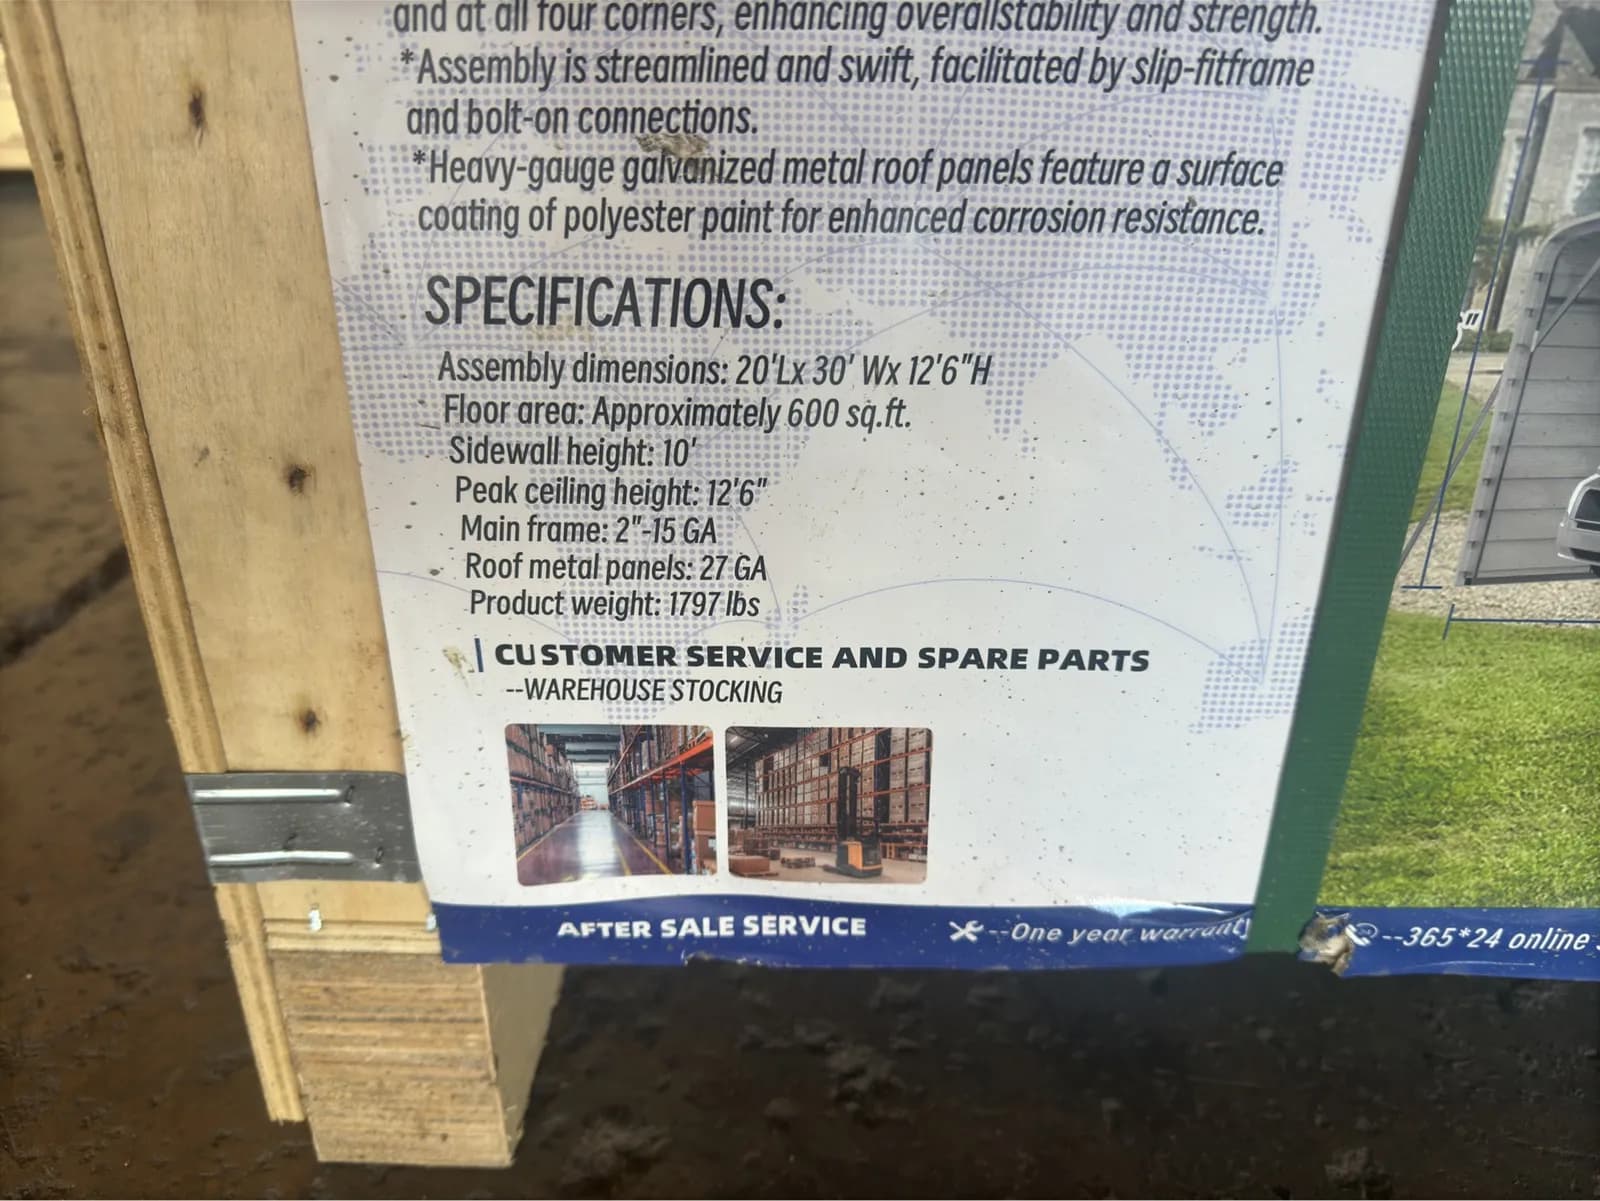 and at all four corners, enhancing overallstability and strength.
*Assembly is streamlined and swift, facilitated by slip-fitframe
and bolt-on connections.
*Heavy-gauge galvanized metal roof panels feature a surface
coating of polyester paint for enhanced corrosion resistance.
SPECIFICATIONS:
Assembly dimensions: 20'Lx 30' Wx 12'6"H
Floor area: Approximately 600 sq.ft.
Sidewall height: 10'
Peak ceiling height: 12'6"
Main frame: 2"-15 GA
Roof metal panels: 27 GA
Product weight: 1797 lbs
CUSTOMER SERVICE AND SPARE PARTS
--WAREHOUSE STOCKING
AFTER SALE SERVICE
--One year warranty
--365*24 online